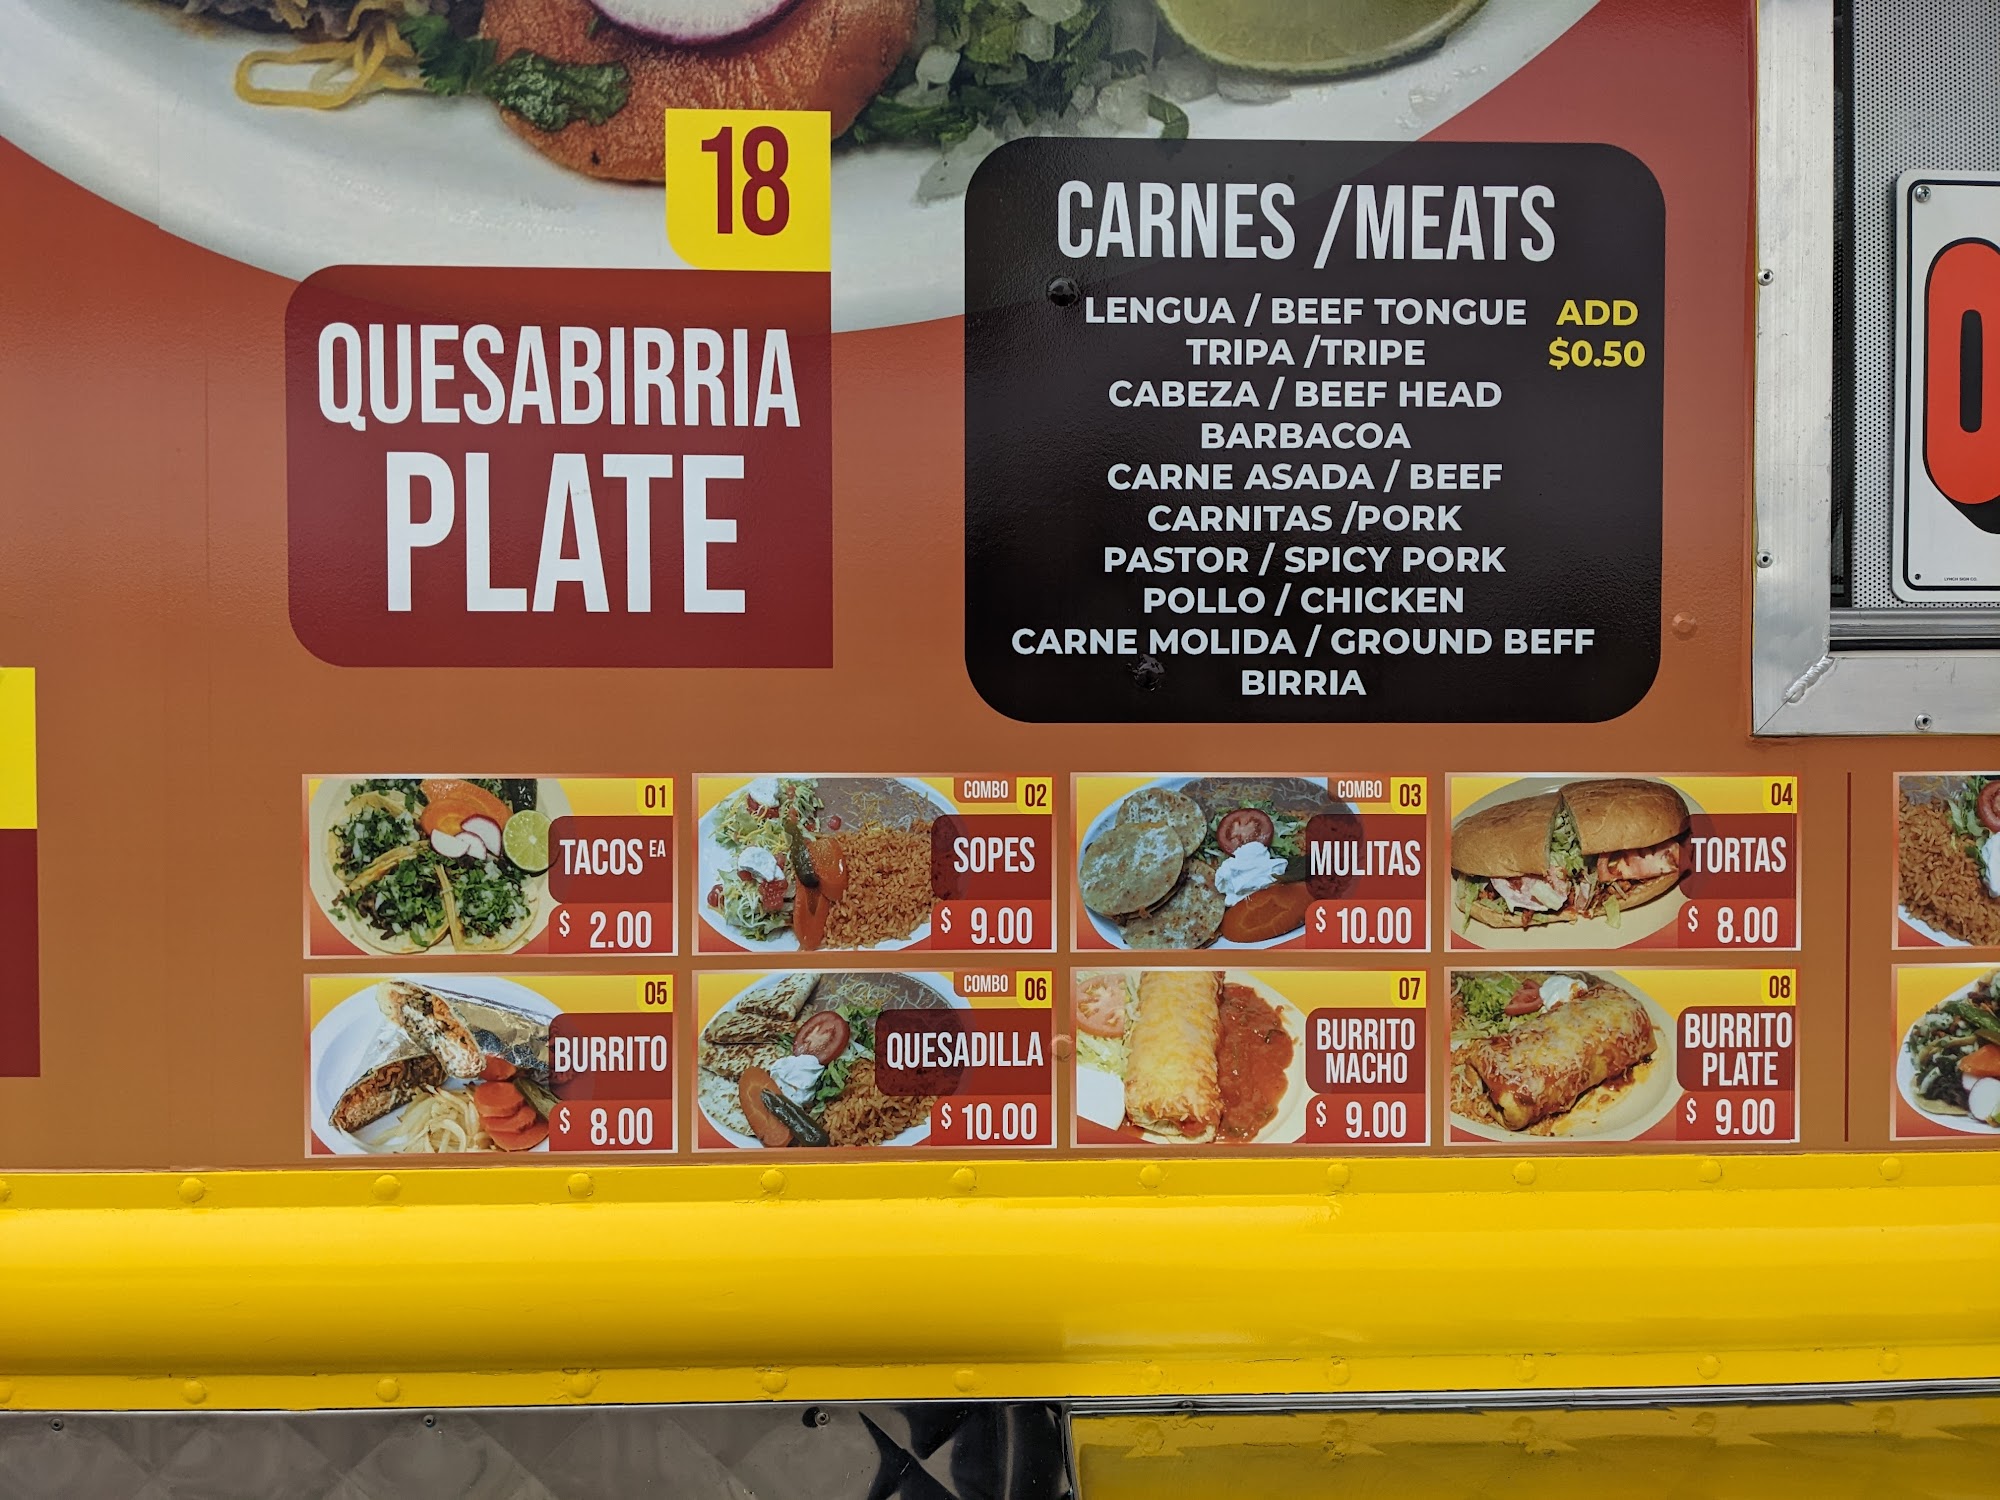 18
QUESABIRRIA
PLATE
CARNES /MEATS
LENGUA / BEEF TONGUE ADD
TRIPA /TRIPE $0.50
CABEZA / BEEF HEAD
BARBACOA
CARNE ASADA / BEEF
CARNITAS /PORK
PASTOR / SPICY PORK
POLLO / CHICKEN
CARNE MOLIDA / GROUND BEFF
BIRRIA
01
TACOS EA
$ 2.00
COMBO 02
SOPES
$ 9.00
COMBO 03
MULITAS
$ 10.00
04
TORTAS
$ 8.00
05
BURRITO
$ 8.00
COMBO 06
QUESADILLA
$ 10.00
07
BURRITO
MACHO
$ 9.00
08
BURRITO
PLATE
$ 9.00